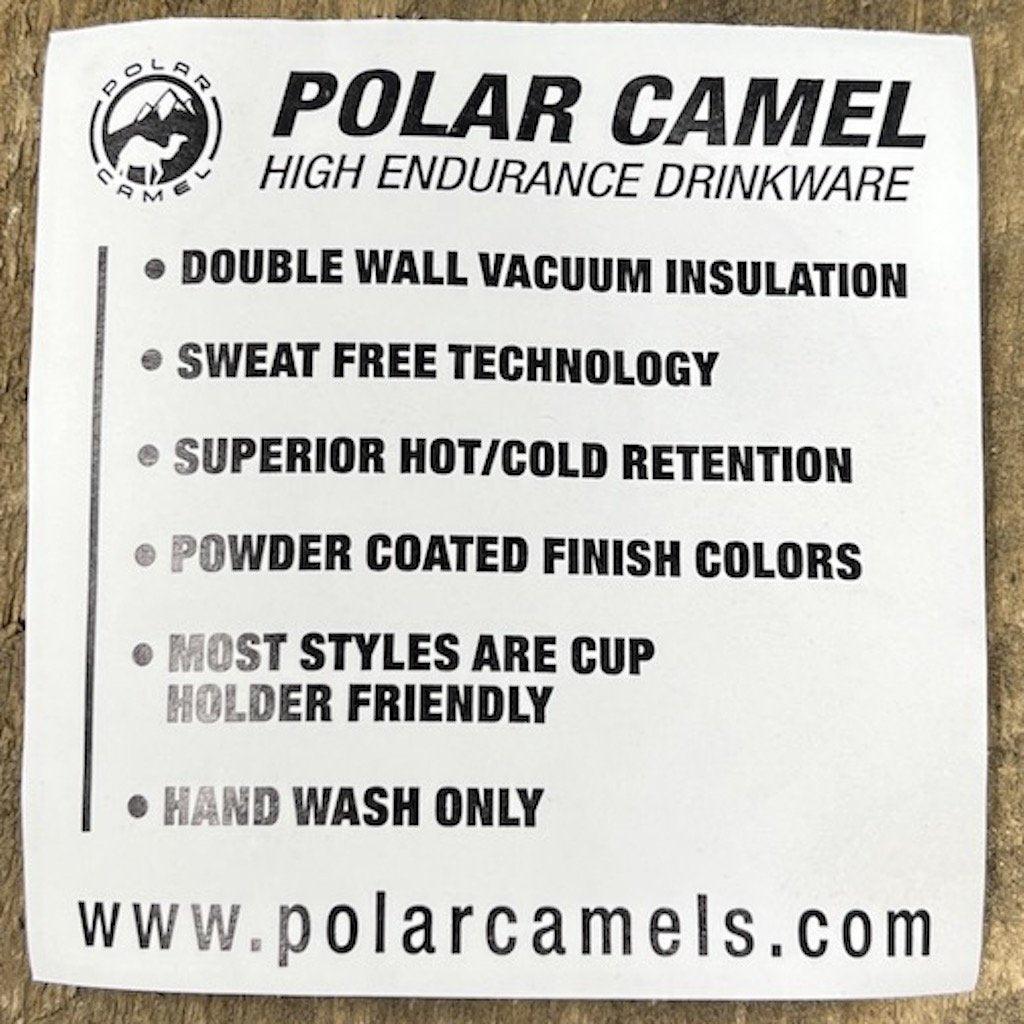 POLAR
CAMEL
POLAR CAMEL
HIGH ENDURANCE DRINKWARE
• DOUBLE WALL VACUUM INSULATION
• SWEAT FREE TECHNOLOGY
• SUPERIOR HOT/COLD RETENTION
• POWDER COATED FINISH COLORS
• MOST STYLES ARE CUP
HOLDER FRIENDLY
• HAND WASH ONLY
www.polarcamels.com